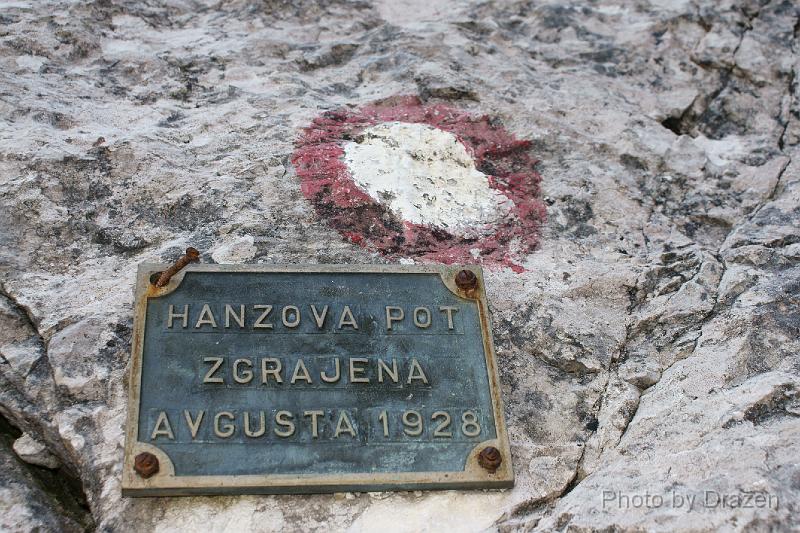 HANZOVA POT
ZGRAJENA
AVGUSTA 1928
Photo by Drazen